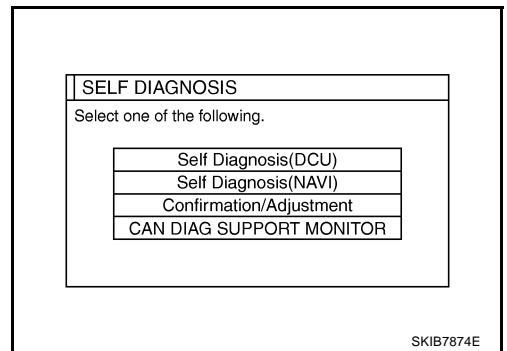 SELF DIAGNOSIS
Select one of the following.
Self Diagnosis(DCU)
Self Diagnosis(NAVI)
Confirmation/Adjustment
CAN DIAG SUPPORT MONITOR
SKIB7874E